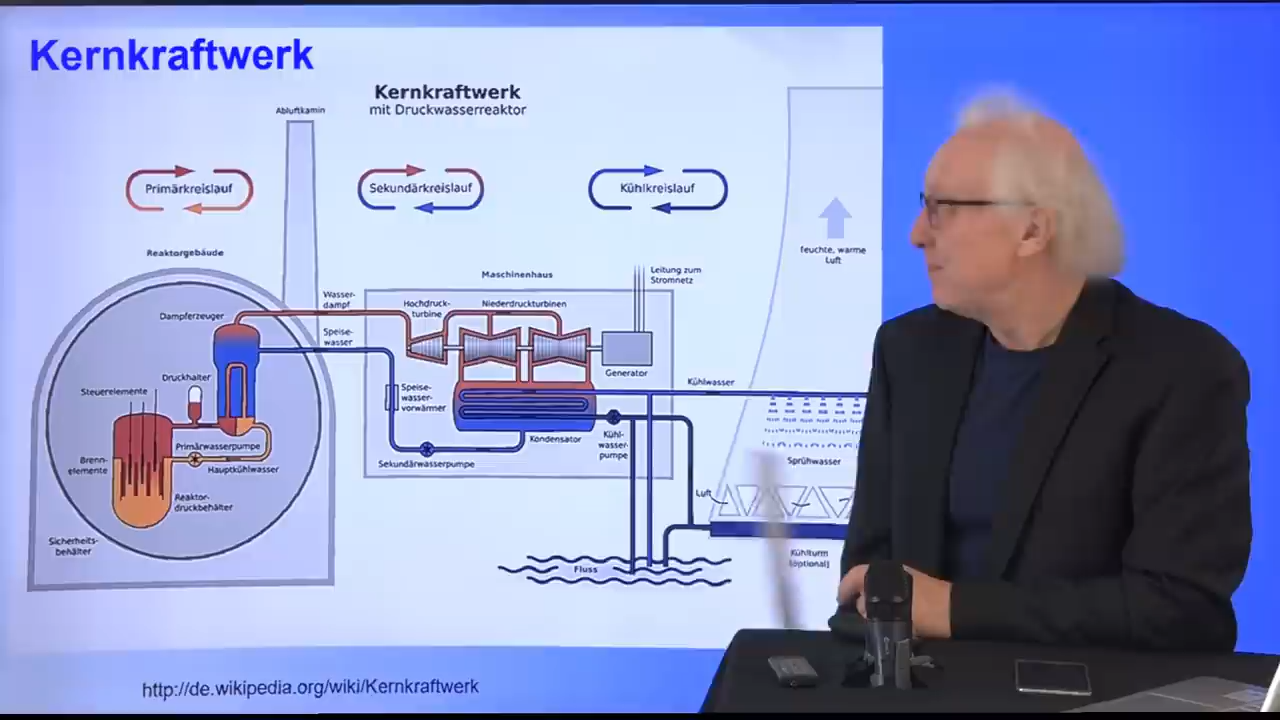 Kernkraftwerk
Kernkraftwerk
mit Druckwasserreaktor
Abluftkamin
Primärkreislauf
Sekundärkreislauf
Kühlkreislauf
feuchte, warme
Luft
Reaktorgebäude
Maschinenhaus
Leitung zum
Stromnetz
Wasser-
dampf
Hochdruck-
turbine
Niederdruckturbinen
Dampferzeuger
Speise-
wasser
Generator
Druckhalter
Steuerelemente
Speise-
wasser-
vorwärmer
Kühlwasser
Primärwasserpumpe
Kondensator
Kühl-
wasser-
pumpe
Brenn-
elemente
Hauptkühlwasser
Sekundärwasserpumpe
Sprühwasser
Reaktor-
druckbehälter
Luft
Sicherheits-
behälter
Fluss
Kühlturm
(optional)
http://de.wikipedia.org/wiki/Kernkraftwerk